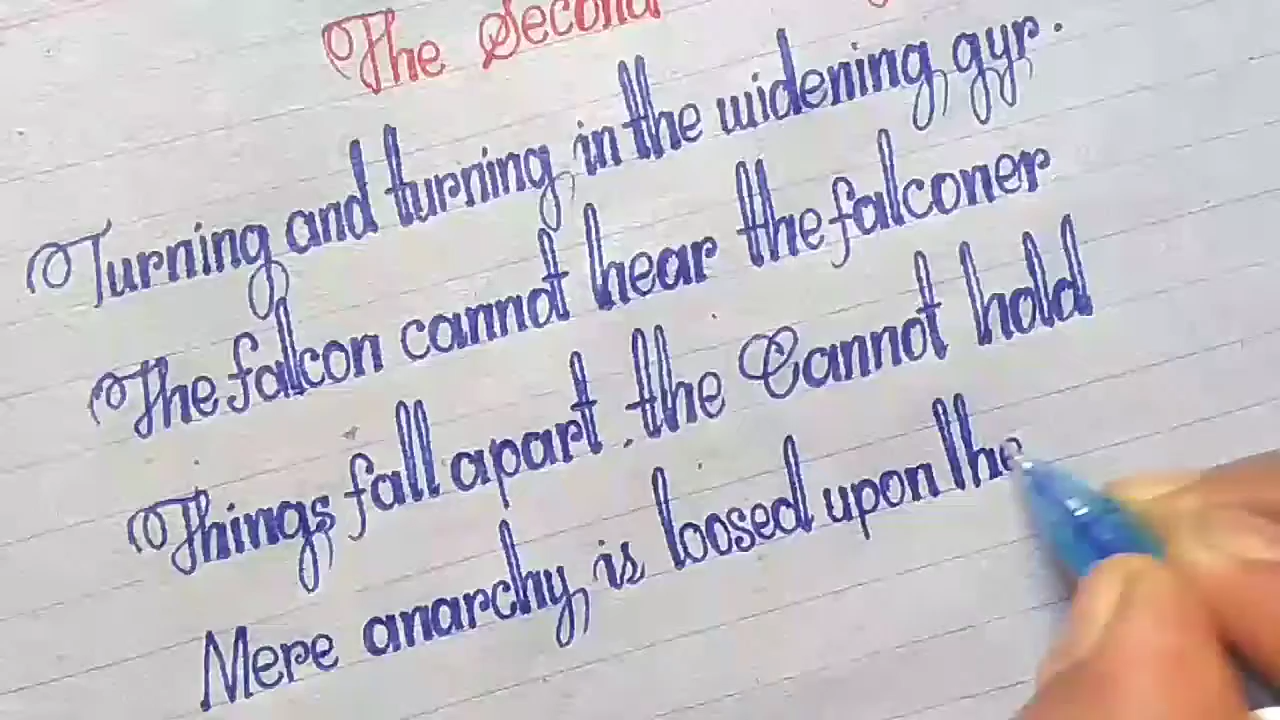 The Second
Turning and turning in the widening gyr.
The falcon cannot hear the falconer
Things fall apart . the Cannot hold
Mere anarchy is loosed upon the